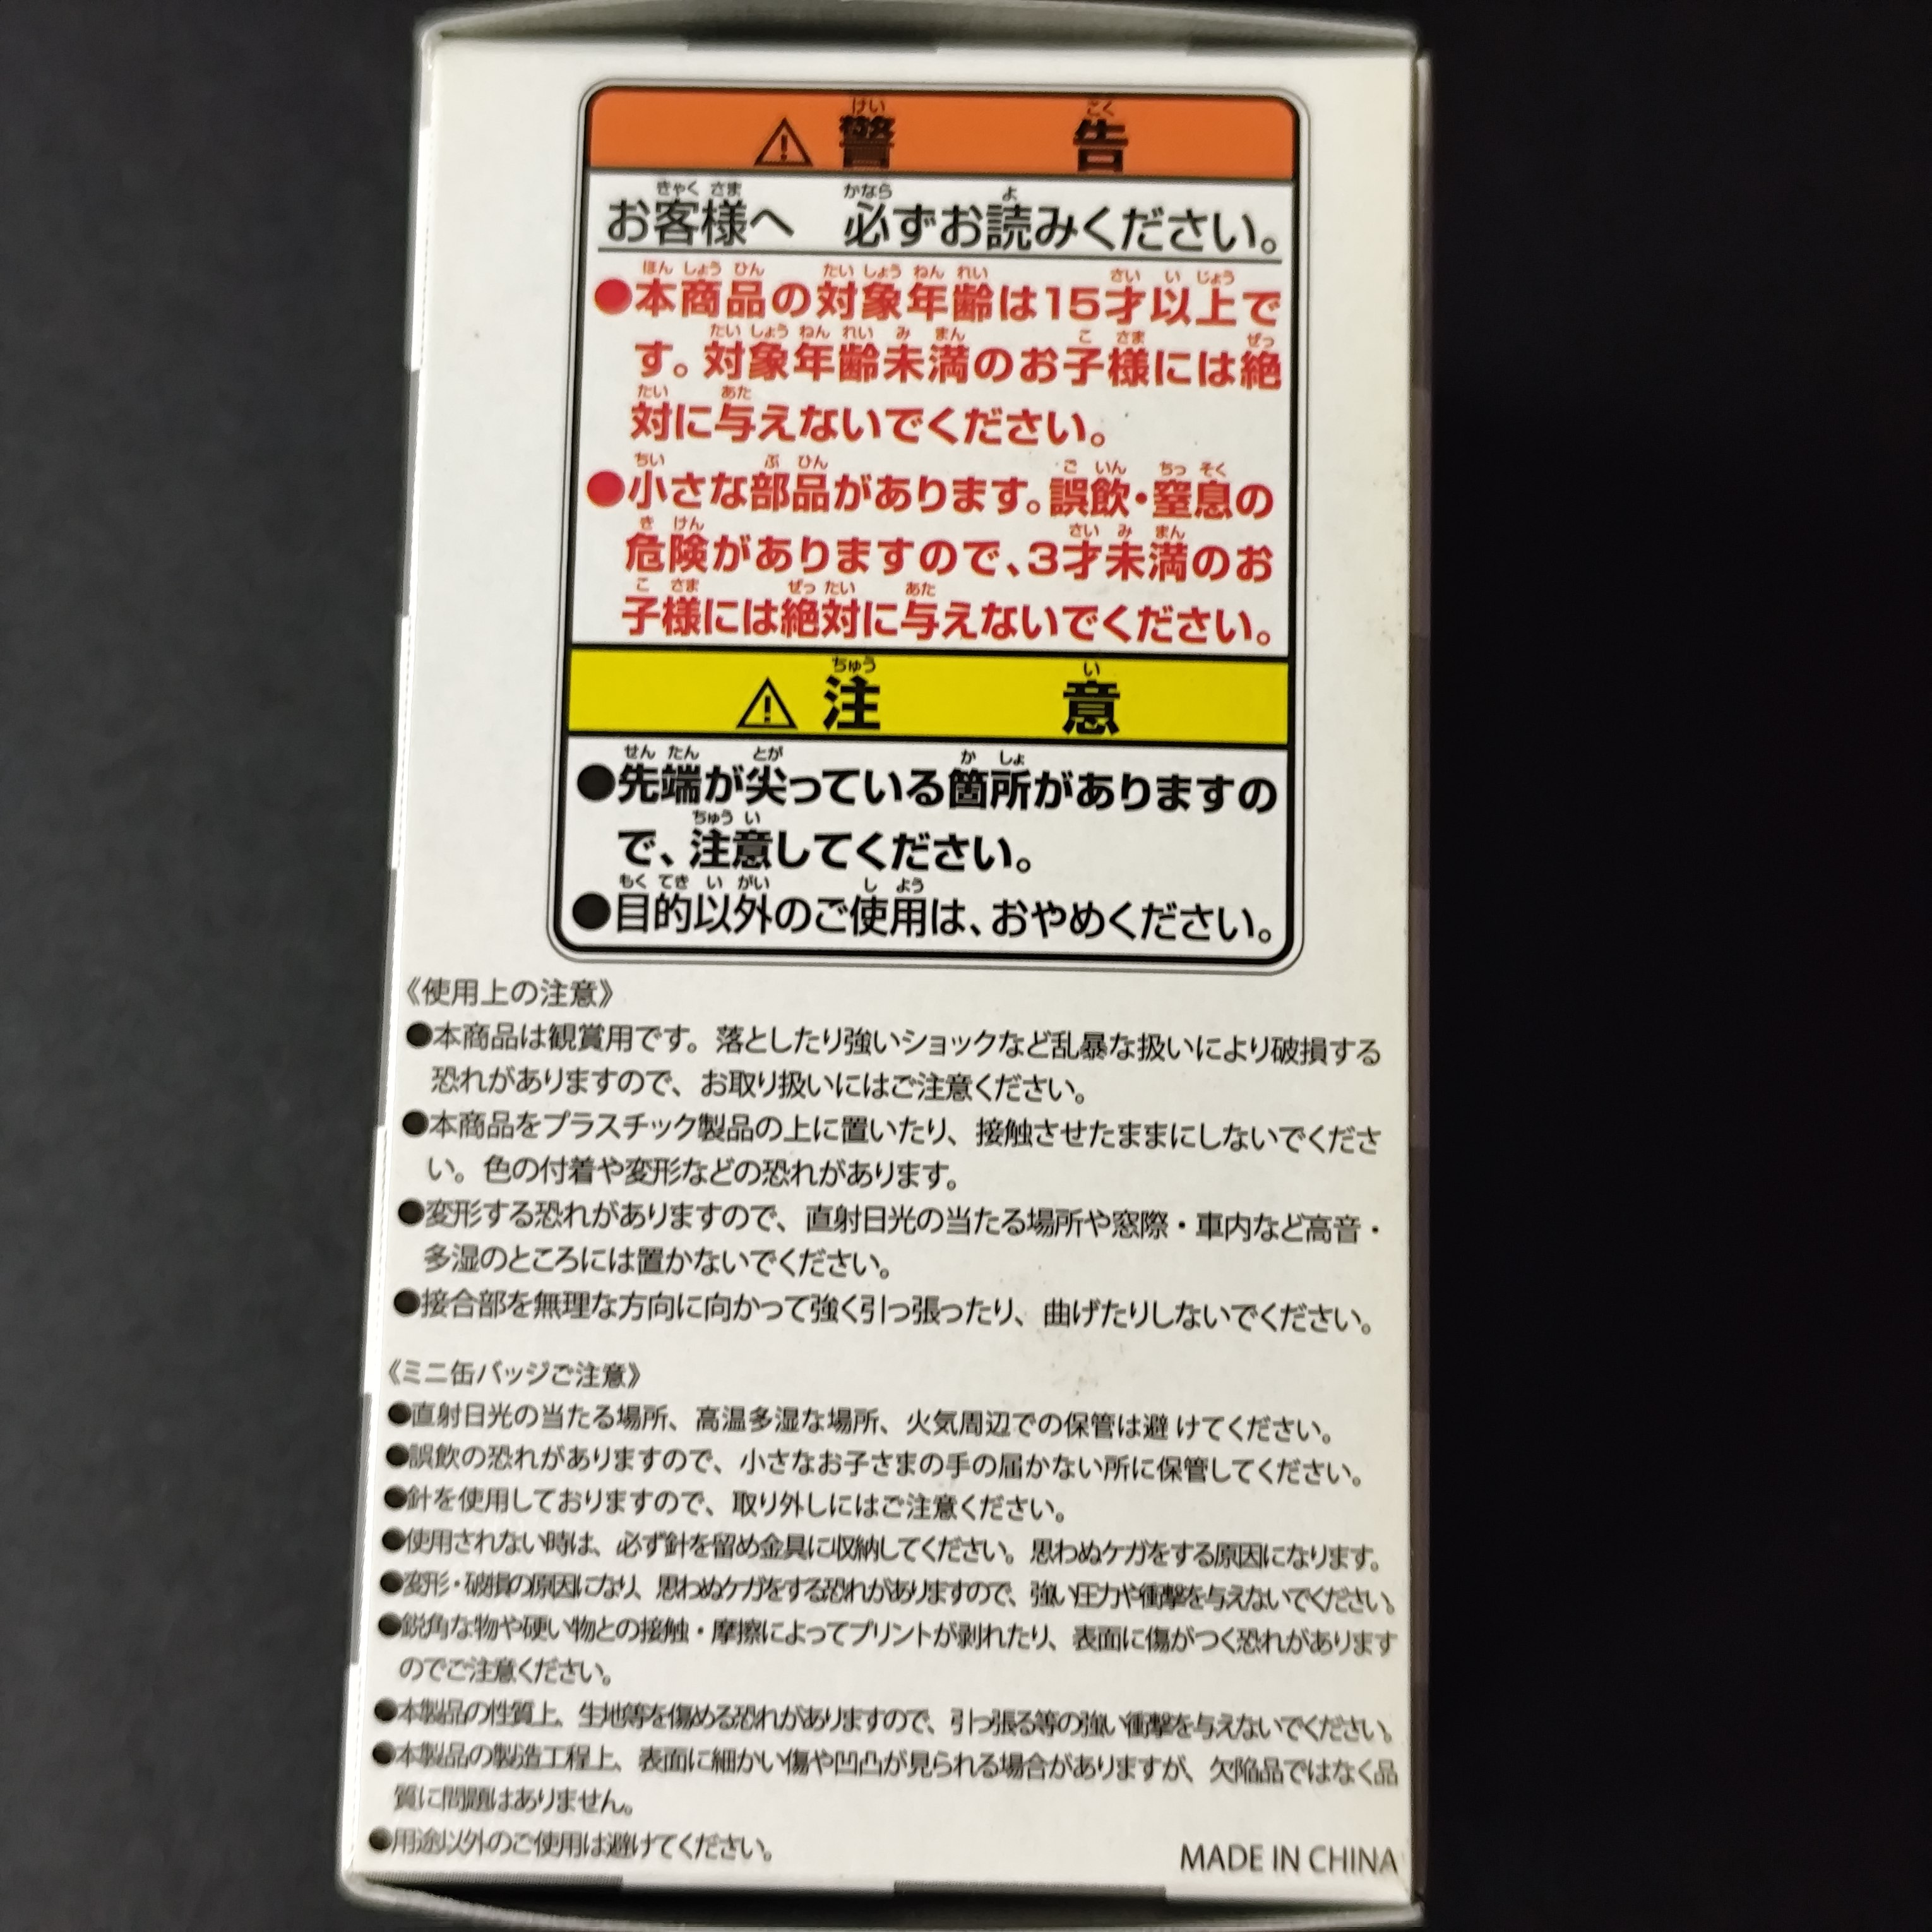 ⚠警告
お客様へ 必ずお読みください。
●本商品の対象年齢は15才以上で
す。対象年齢未満のお子様には絶
対に与えないでください。
●小さな部品があります。誤飲・窒息の
危険がありますので、3才未満のお
子様には絶対に与えないでください。
⚠注意
●先端が尖っている箇所がありますの
で、注意してください。
●目的以外のご使用は、おやめください。
《使用上の注意》
●本商品は観賞用です。落としたり強いショックなど乱暴な扱いにより破損する
恐れがありますので、お取り扱いにはご注意ください。
●本商品をプラスチック製品の上に置いたり、接触させたままにしないでくださ
い。色の付着や変形などの恐れがあります。
●変形する恐れがありますので、直射日光の当たる場所や窓際・車内など高音・
多湿のところには置かないでください。
●接合部を無理な方向に向かって強く引っ張ったり、曲げたりしないでください。
《ミニ缶バッジご注意》
●直射日光の当たる場所、高温多湿な場所、火気周辺での保管は避けてください。
●誤飲の恐れがありますので、小さなお子さまの手の届かない所に保管してください。
●針を使用しておりますので、取り外しにはご注意ください。
●使用されない時は、必ず針を留め金具に収納してください。思わぬケガをする原因になります。
●変形・破損の原因になり、思わぬケガをする恐れがありますので、強い圧力や衝撃を与えないでください。
●鋭角な物や硬い物との接触・摩擦によってプリントが剥れたり、表面に傷がつく恐れがあります
のでご注意ください。
●本製品の性質上、生地等を傷める恐れがありますので、引っ張る等の強い衝撃を与えないでください。
●本製品の製造工程上、表面に細かい傷や凹凸が見られる場合がありますが、欠陥品ではなく品
質に問題はありません。
●用途以外のご使用は避けてください。
MADE IN CHINA